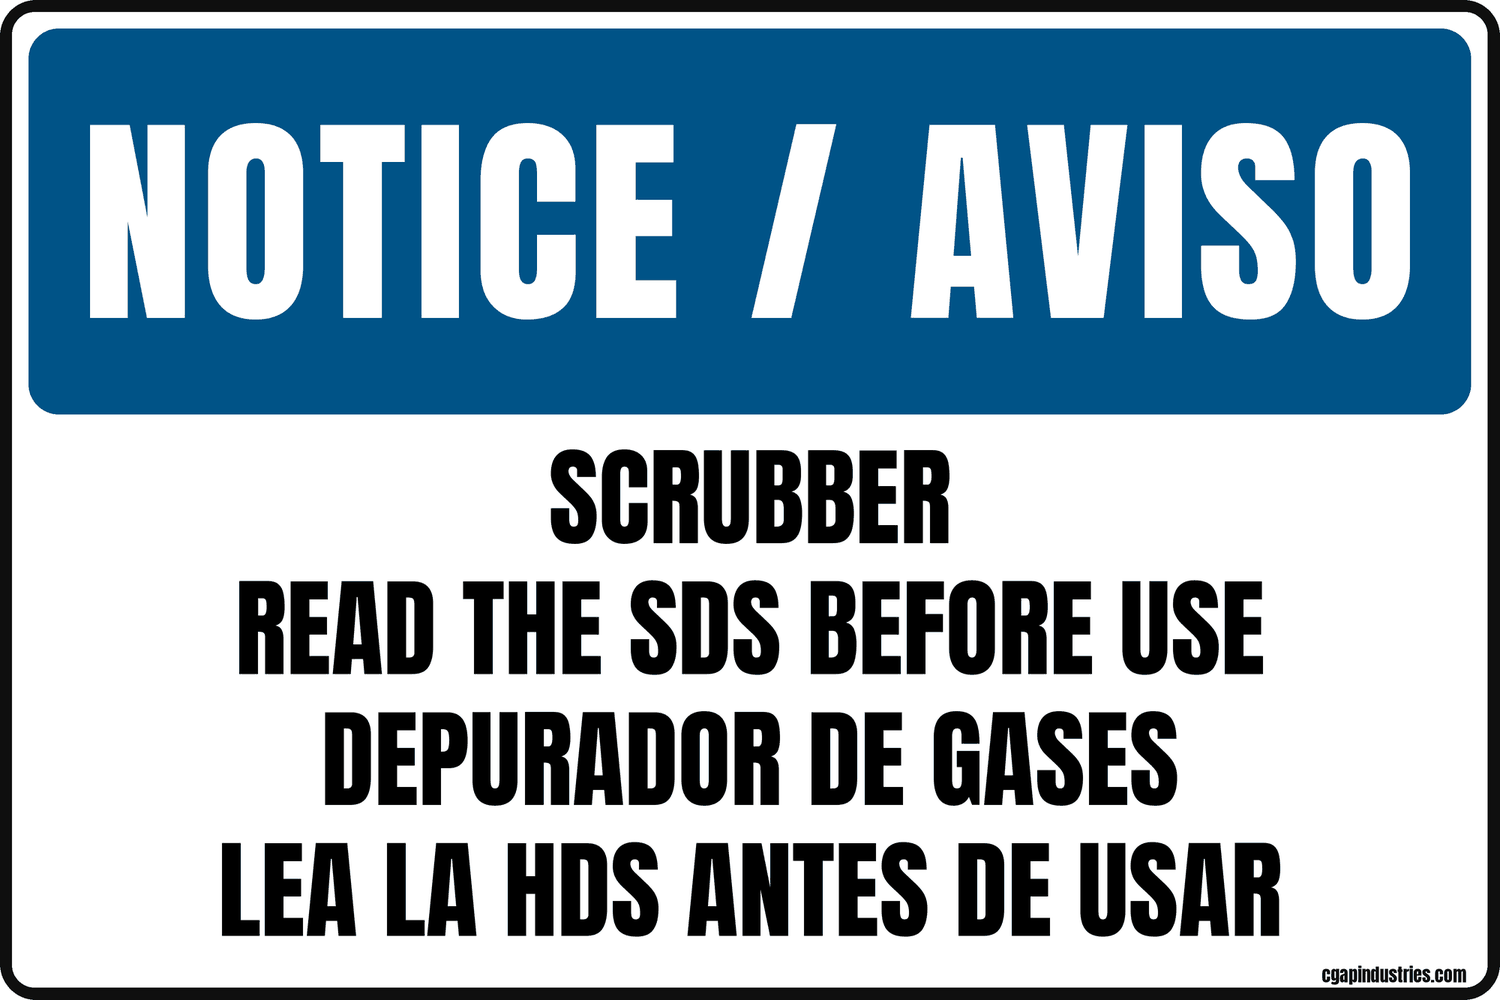 NOTICE / AVISO
SCRUBBER
READ THE SDS BEFORE USE
DEPURADOR DE GASES
LEA LA HDS ANTES DE USAR
cgapindustries.com